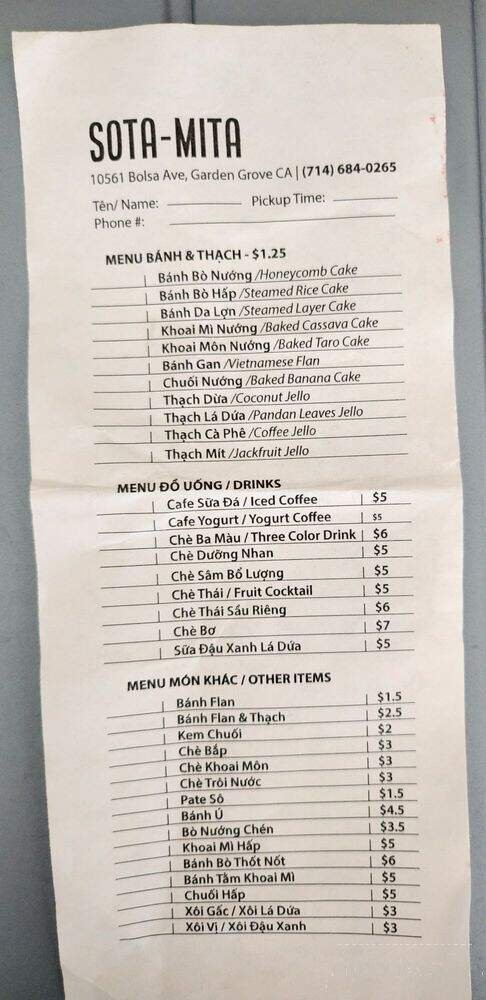 SOTA-MITA
10561 Bolsa Ave, Garden Grove CA | (714) 684-0265
Tên/ Name: Pickup Time:
Phone #:
MENU BÁNH & THẠCH - $1.25
| Bánh Bò Nướng /Honeycomb Cake
| Bánh Bò Hấp /Steamed Rice Cake
| Bánh Da Lợn /Steamed Layer Cake
| Khoai Mì Nướng /Baked Cassava Cake
| Khoai Môn Nướng /Baked Taro Cake
| Bánh Gan /Vietnamese Flan
| Chuối Nướng /Baked Banana Cake
| Thạch Dừa /Coconut Jello
| Thạch Lá Dứa /Pandan Leaves Jello
| Thạch Cà Phê /Coffee Jello
| Thạch Mít /Jackfruit Jello
MENU ĐỒ UỐNG / DRINKS
| Cafe Sữa Đá / Iced Coffee | $5
| Cafe Yogurt / Yogurt Coffee | $5
| Chè Ba Màu / Three Color Drink | $6
| Chè Dưỡng Nhan | $5
| Chè Sâm Bổ Lượng | $5
| Chè Thái / Fruit Cocktail | $5
| Chè Thái Sầu Riêng | $6
| Chè Bơ | $7
| Sữa Đậu Xanh Lá Dứa | $5
MENU MÓN KHÁC / OTHER ITEMS
| Bánh Flan | $1.5
| Bánh Flan & Thạch | $2.5
| Kem Chuối | $2
| Chè Bắp | $3
| Chè Khoai Môn | $3
| Chè Trôi Nước | $3
| Pate Sô | $1.5
| Bánh Ú | $4.5
| Bò Nướng Chén | $3.5
| Khoai Mì Hấp | $5
| Bánh Bò Thốt Nốt | $6
| Bánh Tằm Khoai Mì | $5
| Chuối Hấp | $5
| Xôi Gấc / Xôi Lá Dứa | $3
| Xôi Vị / Xôi Đậu Xanh | $3